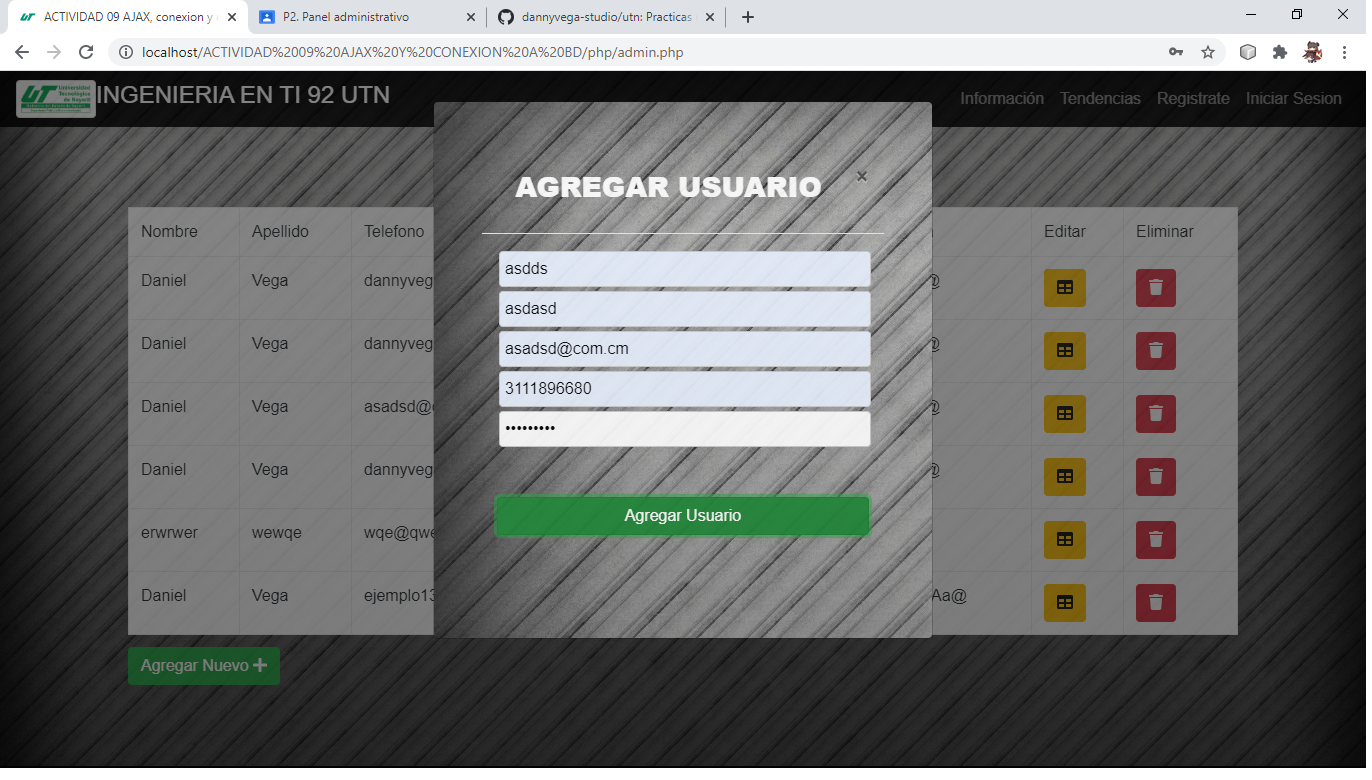 ACTIVIDAD 09 AJAX, conexion y
P2. Panel administrativo
dannyvega-studio/utn: Practicas
localhost/ACTIVIDAD%2009%20AJAX%20Y%20CONEXION%20A%20BD/php/admin.php
UT Universidad Tecnológica de Nayarit
INGENIERIA EN TI 92 UTN
Información Tendencias Registrate Iniciar Sesion
AGREGAR USUARIO ×
Nombre Apellido Telefono Editar Eliminar
asdds
asdasd
asadsd@com.cm
3111896680
•••••••••
Agregar Usuario
Daniel Vega dannyveg @
Daniel Vega dannyveg @
Daniel Vega asadsd@ @
Daniel Vega dannyveg @
erwrwer wewqe wqe@qwe
Daniel Vega ejemplo13 Aa@
Agregar Nuevo +